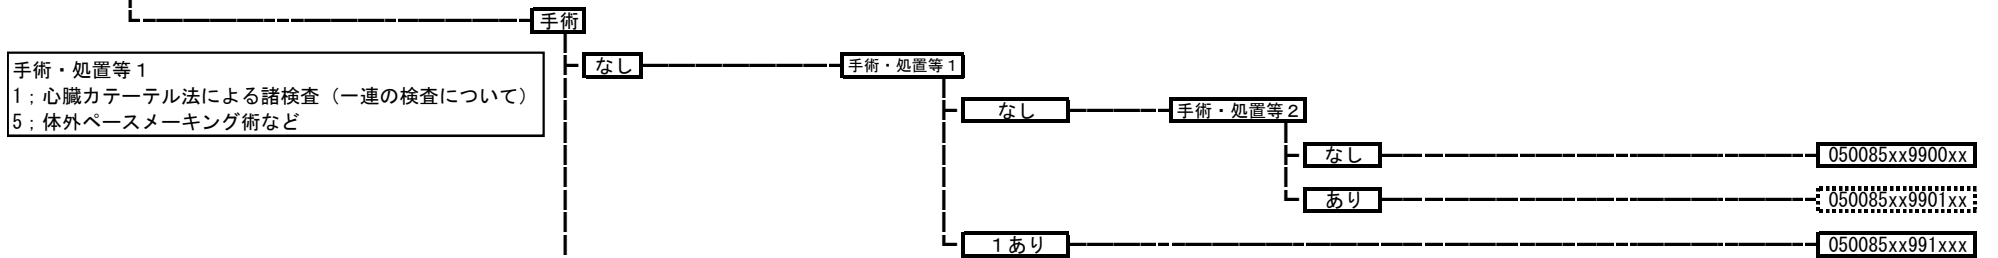 手術
なし
手術・処置等1
手術・処置等1
1;心臓カテーテル法による諸検査（一連の検査について）
5;体外ペースメーキング術など
なし
手術・処置等2
なし
050085xx9900xx
あり
050085xx9901xx
1あり
050085xx991xxx